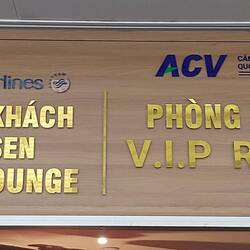 rlines
ACV
KHÁCH
SEN
OUNGE
PHÒNG
V.I.P R